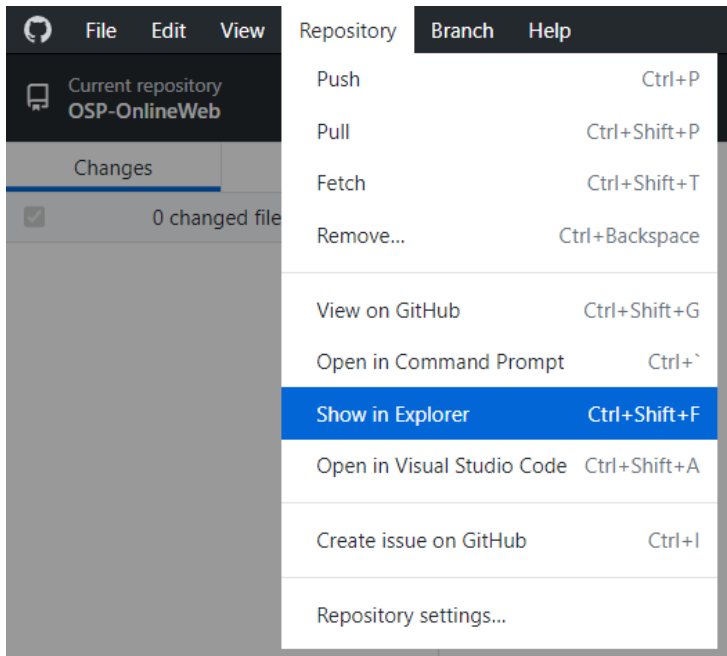 File Edit View Repository Branch Help
Current repository
OSP-OnlineWeb
Changes
0 changed file
Push Ctrl+P
Pull Ctrl+Shift+P
Fetch Ctrl+Shift+T
Remove... Ctrl+Backspace
View on GitHub Ctrl+Shift+G
Open in Command Prompt Ctrl+`
Show in Explorer Ctrl+Shift+F
Open in Visual Studio Code Ctrl+Shift+A
Create issue on GitHub Ctrl+I
Repository settings...